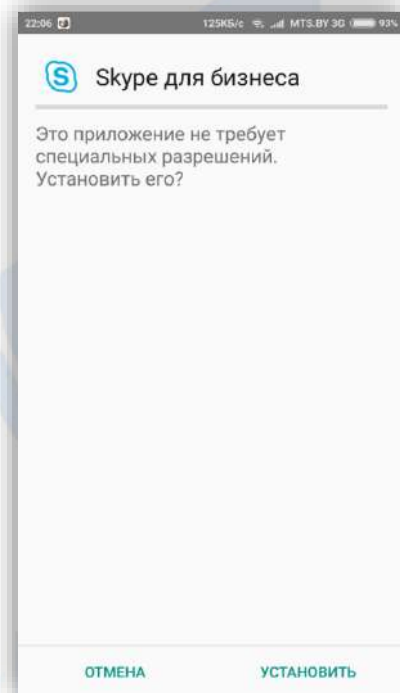 22:06 125КБ/с MTS.BY 3G 93%
Skype для бизнеса
Это приложение не требует
специальных разрешений.
Установить его?
ОТМЕНА УСТАНОВИТЬ